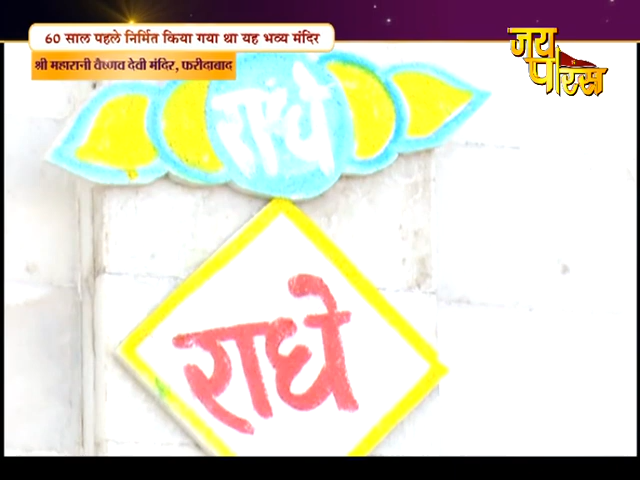 60 साल पहले निर्मित किया गया था यह भव्य मंदिर
श्री महारानी वैष्णव देवी मंदिर, फरीदाबाद
जय
पारस
राधे
राधे